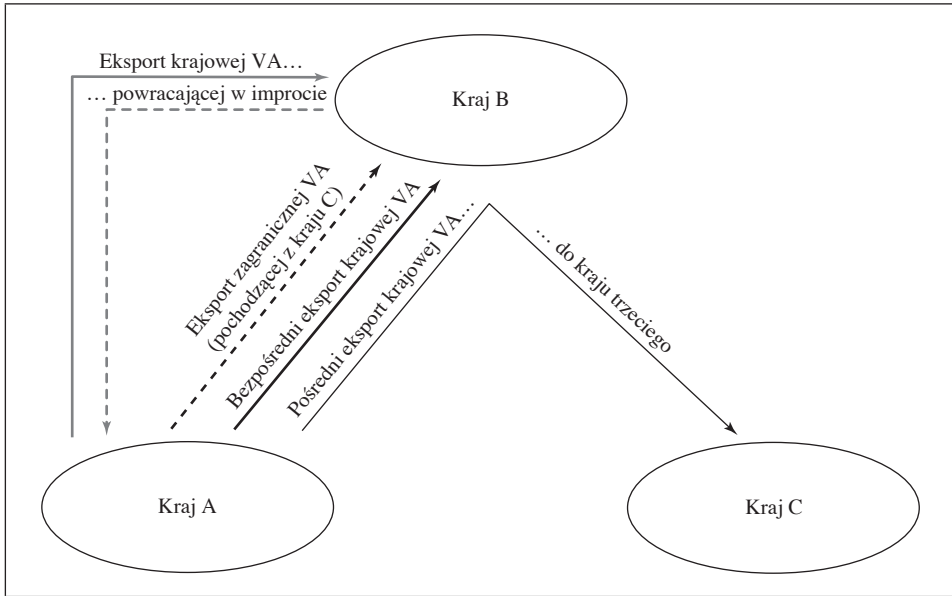 Eksport krajowej VA…
… powracającej w improcie
Kraj B
Eksport zagranicznej VA
(pochodzącej z kraju C)
Bezpośredni eksport krajowej VA
Pośredni eksport krajowej VA…
… do kraju trzeciego
Kraj A
Kraj C